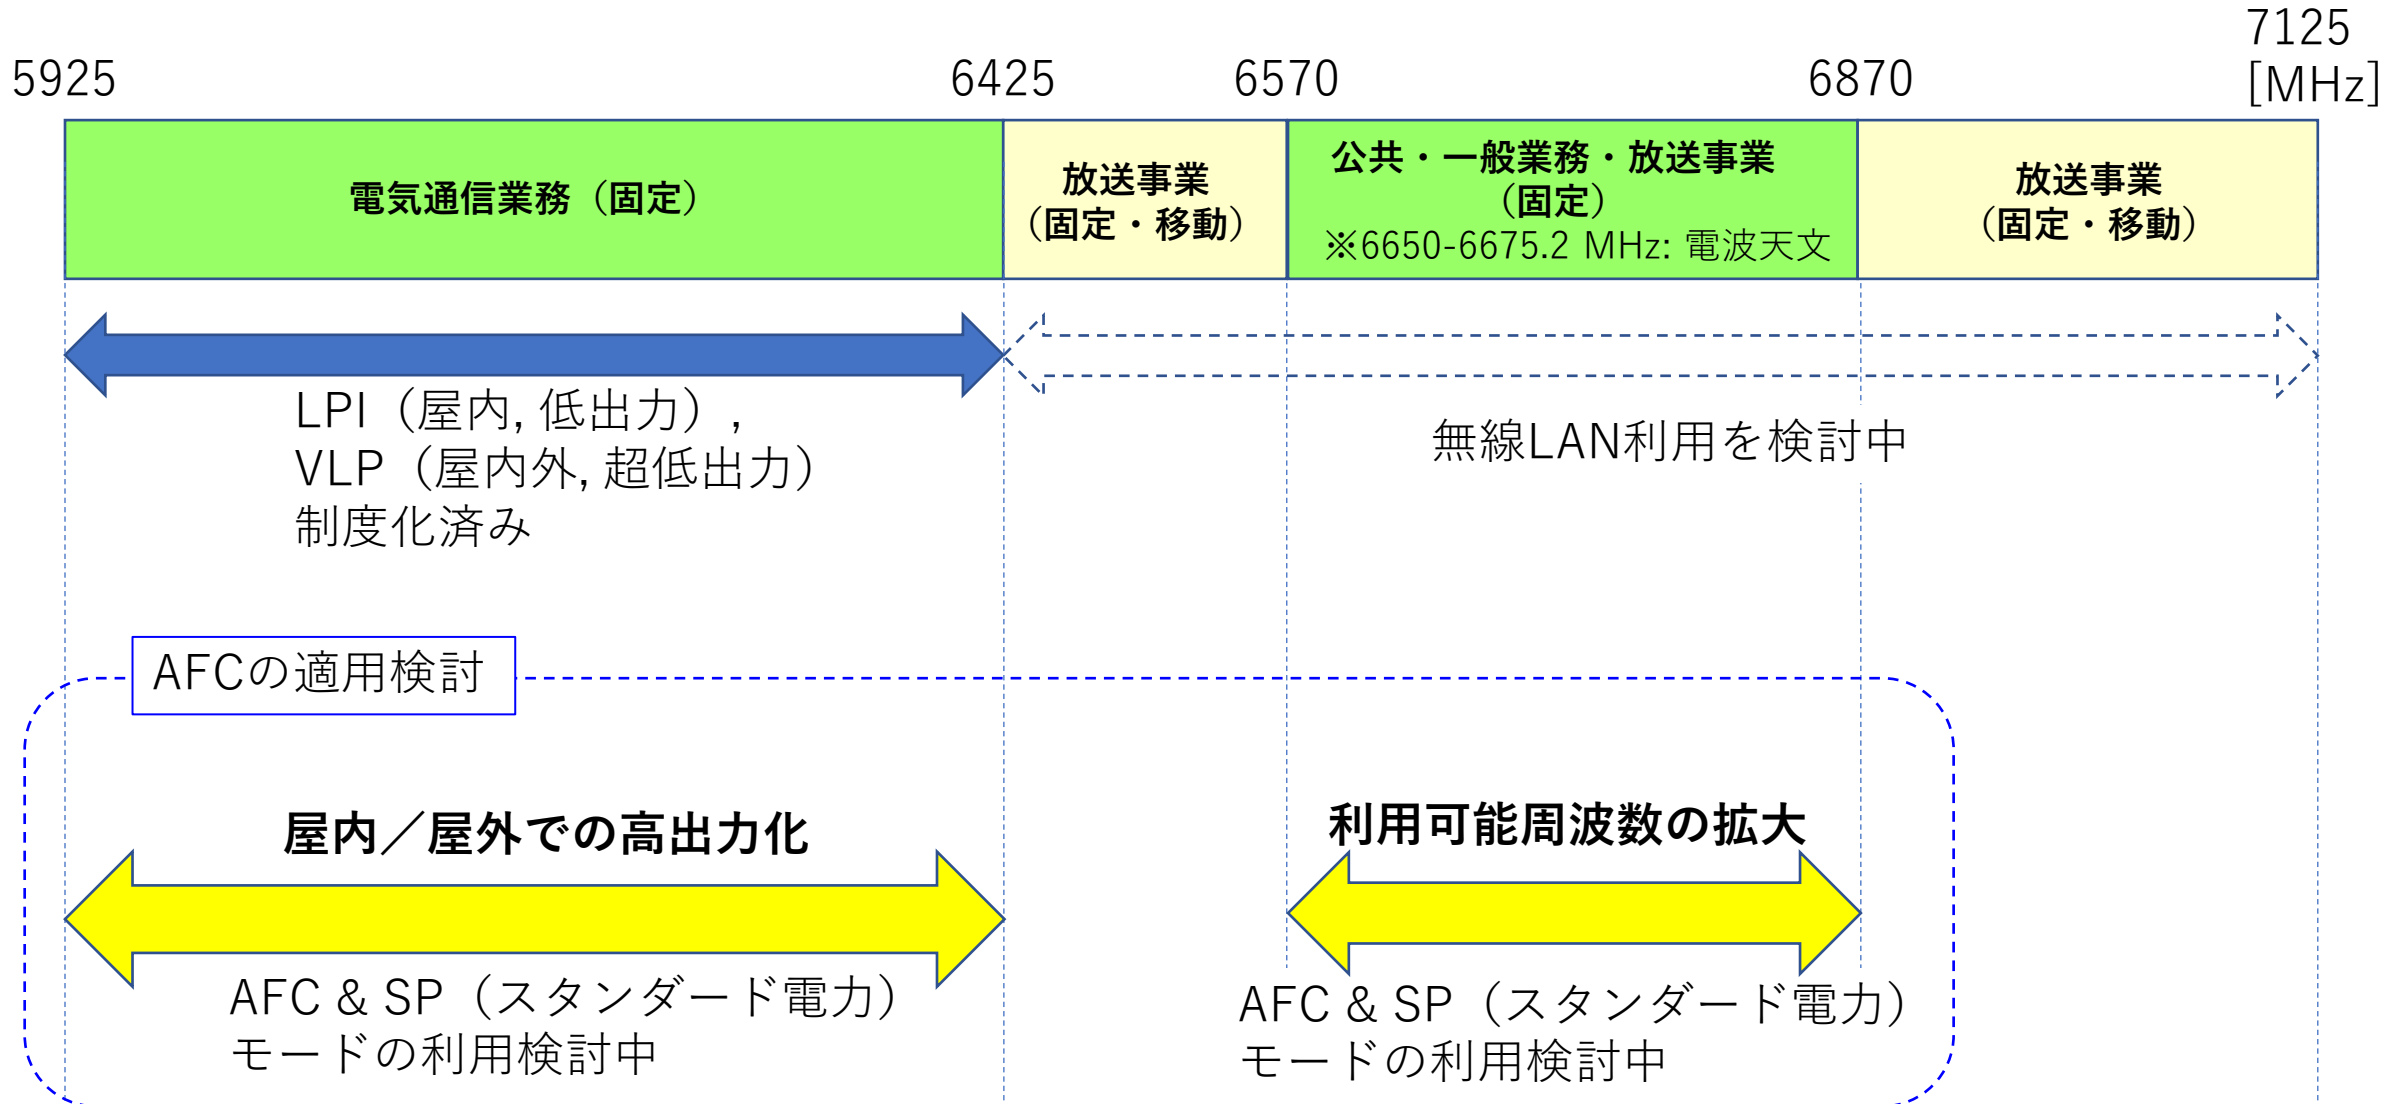 7125
5925
6425
6570
6870
[MHz]
電気通信業務（固定）
放送事業
（固定・移動）
公共・一般業務・放送事業
（固定）
※6650-6675.2 MHz: 電波天文
放送事業
（固定・移動）
LPI（屋内, 低出力）,
VLP（屋内外, 超低出力）
制度化済み
無線LAN利用を検討中
AFCの適用検討
屋内／屋外での高出力化
利用可能周波数の拡大
AFC & SP（スタンダード電力）
モードの利用検討中
AFC & SP（スタンダード電力）
モードの利用検討中